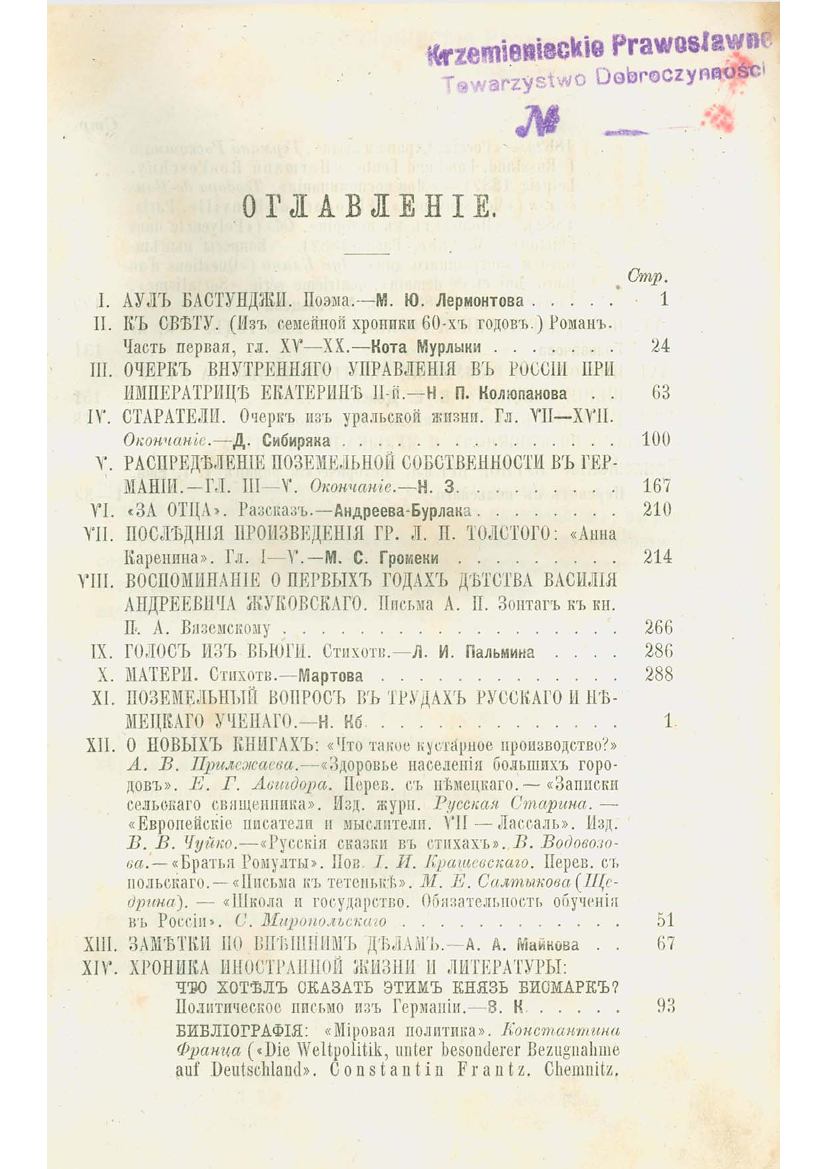 Krzemienieckie Prawosławne
Towarzystwo Dobroczynności
№
ОГЛАВЛЕНІЕ.
Стр.
I. АУЛЪ БАСТУНДЖИ. Поэма.—М. Ю. Лермонтова . . . . . 1
II. КЪ СВѢТУ. (Изъ семейной хроники 60-хъ годовъ.) Романъ.
Часть первая, гл. XV—XX.—Кота Мурлыки . . . . . . . 24
III. ОЧЕРКЪ ВНУТРЕННЯГО УПРАВЛЕНІЯ ВЪ РОССІИ ПРИ
ИМПЕРАТРИЦѢ ЕКАТЕРИНѢ II-й.—Н. П. Колюпанова . . 63
IV. СТАРАТЕЛИ. Очеркъ изъ уральской жизни. Гл. VII—XVII.
Окончаніе.—Д. Сибиряка . . . . . . . . . . . . . . 100
V. РАСПРЕДѢЛЕНІЕ ПОЗЕМЕЛЬНОЙ СОБСТВЕННОСТИ ВЪ ГЕР-
МАНІИ.—ГЛ. III—V. Окончаніе.—Н. З. . . . . . . . . 167
VI. «ЗА ОТЦА». Разсказъ.—Андреева-Бурлака . . . . . . . . 210
VII. ПОСЛѢДНІЯ ПРОИЗВЕДЕНІЯ ГР. Л. Н. ТОЛСТОГО: «Анна
Каренина». Гл. I—V.—М. С. Громеки . . . . . . . . . 214
VIII. ВОСПОМИНАНІЕ О ПЕРВЫХЪ ГОДАХЪ ДѢТСТВА ВАСИЛІЯ
АНДРЕЕВИЧА ЖУКОВСКАГО. Письма А. П. Зонтагъ къ кн.
П. А. Вяземскому . . . . . . . . . . . . . . . . . . 266
IX. ГОЛОСЪ ИЗЪ ВЬЮГИ. Стихотв.—Л. И. Пальмина . . . . 286
X. МАТЕРИ. Стихотв.—Мартова . . . . . . . . . . . . . 288
XI. ПОЗЕМЕЛЬНЫЙ ВОПРОСЪ ВЪ ТРУДАХЪ РУССКАГО И НѢ-
МЕЦКАГО УЧЕНАГО.—Н. Кб. . . . . . . . . . . . . . 1
XII. О НОВЫХЪ КНИГАХЪ: «Что такое кустарное производство?»
А. В. Прилежаева.—«Здоровье населенія большихъ горо-
довъ». Е. Г. Авигдора. Перев. съ нѣмецкаго.— «Записки
сельскаго священника». Изд. журн. Русская Старина. —
«Европейскіе писатели и мыслители. VII — Лассаль». Изд.
В. В. Чуйко.—«Русскія сказки въ стихахъ». В. Водовозо-
ва.— «Братья Ромулты». Пов. І. И. Крашевскаго. Перев. съ
польскаго.— «Письма къ тетенькѣ». М. Е. Салтыкова (Ще-
дрина). — «Школа и государство. Обязательность обученія
въ Россіи». С. Миропольскаго . . . . . . . . . . . . 51
XIII. ЗАМѢТКИ ПО ВНѢШНИМЪ ДѢЛАМЪ.—А. А. Майкова . . 67
XIV. ХРОНИКА ИНОСТРАННОЙ ЖИЗНИ И ЛИТЕРАТУРЫ:
ЧТО ХОТѢЛЪ СКАЗАТЬ ЭТИМЪ КНЯЗЬ БИСМАРКЪ?
Политическое письмо изъ Германіи.—В. К. . . . . . 93
БИБЛІОГРАФІЯ: «Міровая политика». Константина
Франца («Die Weltpolitik, unter besonderer Bezugnahme
auf Deutschland». Constantin Frantz. Chemnitz,